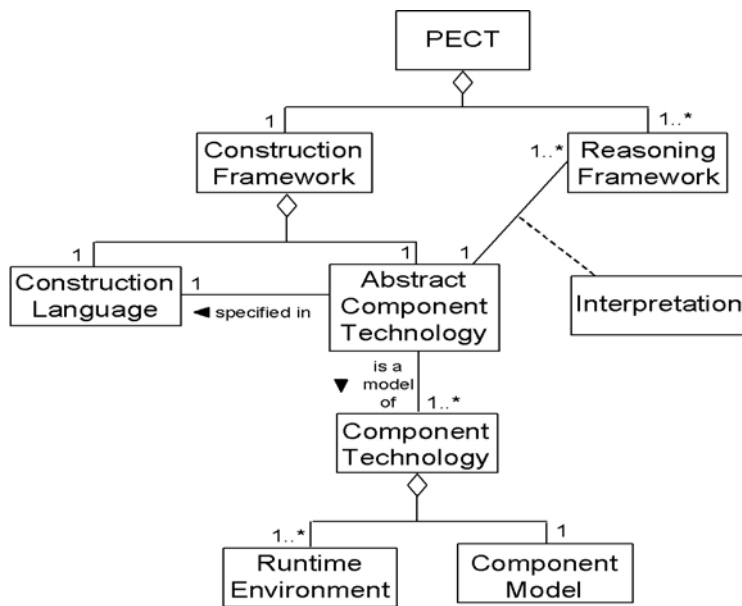 PECT
1
1..*
Construction
Framework
1..*
Reasoning
Framework
1
1
1
Construction
Language
1
◄ specified in
Abstract
Component
Technology
Interpretation
is a
▼ model
of
1..*
Component
Technology
1..*
1
Runtime
Environment
Component
Model